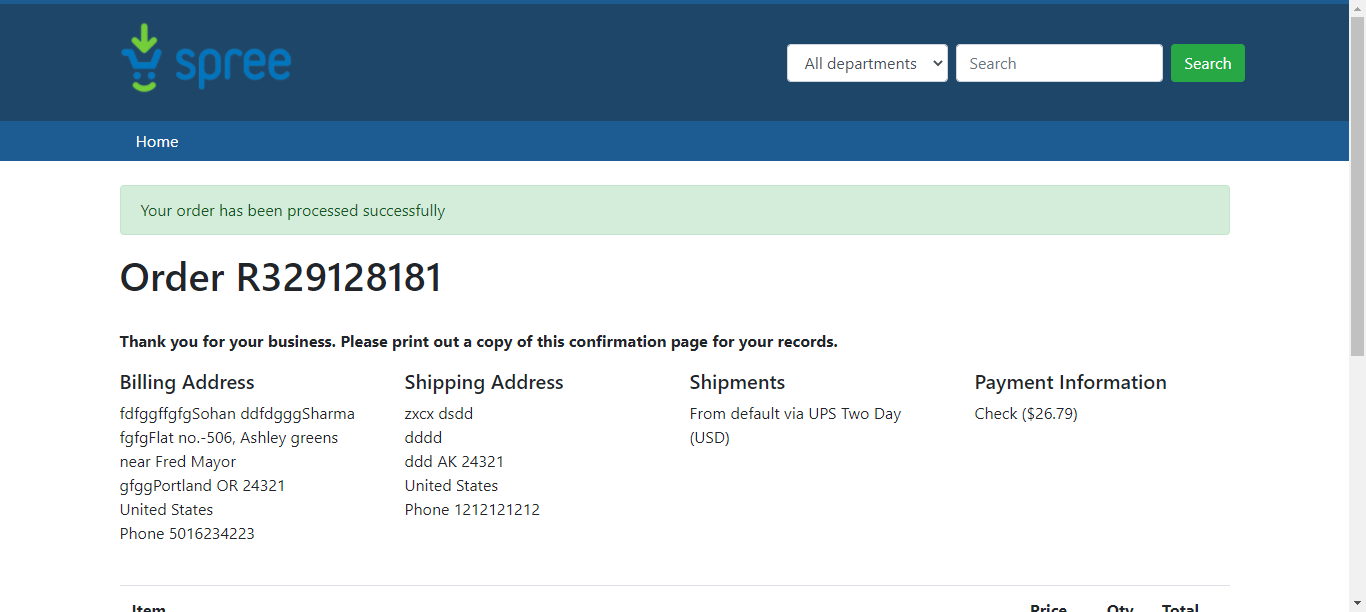 spree
All departments
Search
Search
Home
Your order has been processed successfully
Order R329128181
Thank you for your business. Please print out a copy of this confirmation page for your records.
Billing Address
fdfggffgfgSohan ddfdgggSharma
fgfgFlat no.-506, Ashley greens
near Fred Mayor
gfggPortland OR 24321
United States
Phone 5016234223
Shipping Address
zxcx dsdd
dddd
ddd AK 24321
United States
Phone 1212121212
Shipments
From default via UPS Two Day
(USD)
Payment Information
Check ($26.79)
Item Price Qty Total